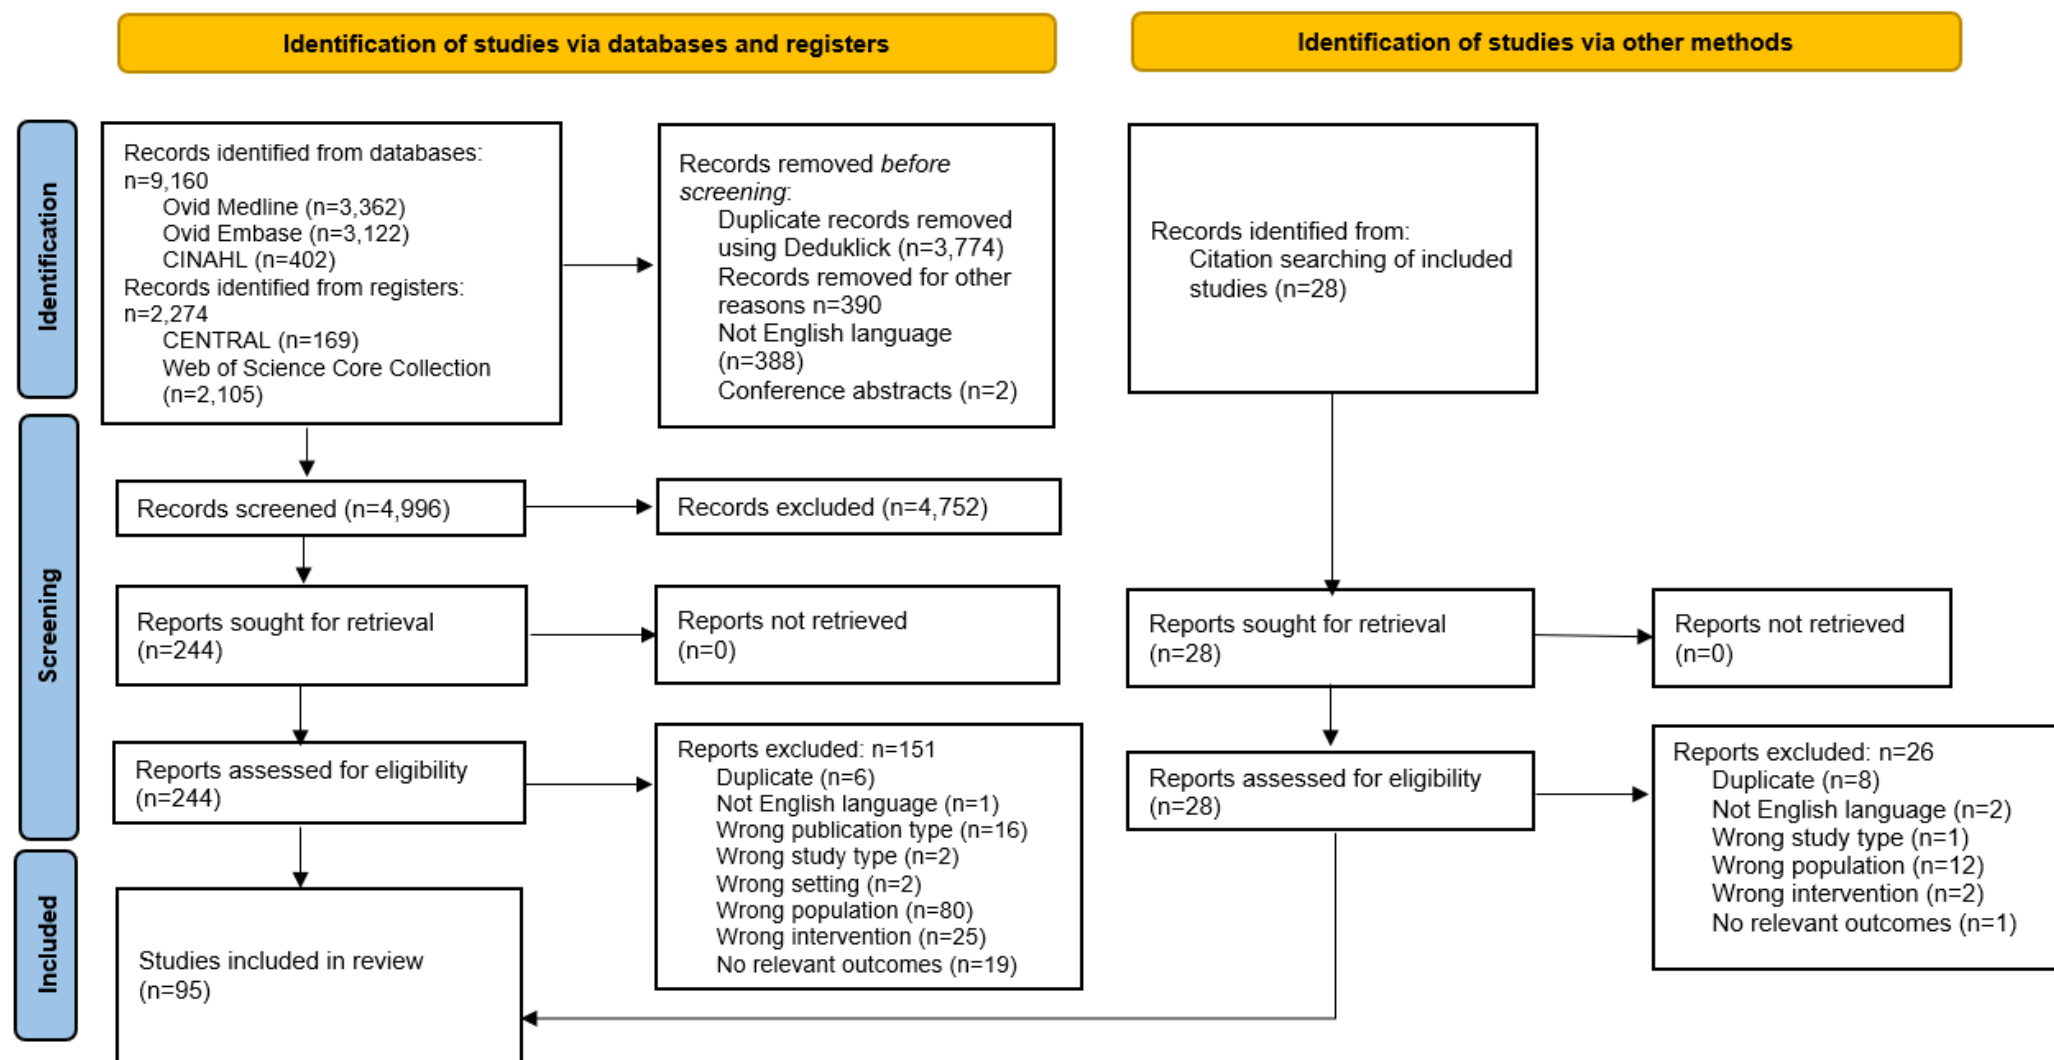 Identification of studies via databases and registers
Identification of studies via other methods
Identification
Records identified from databases:
n=9,160
Ovid Medline (n=3,362)
Ovid Embase (n=3,122)
CINAHL (n=402)
Records identified from registers:
n=2,274
CENTRAL (n=169)
Web of Science Core Collection
(n=2,105)
Records removed before
screening:
Duplicate records removed
using Deduklick (n=3,774)
Records removed for other
reasons n=390
Not English language
(n=388)
Conference abstracts (n=2)
Records identified from:
Citation searching of included
studies (n=28)
Screening
Records screened (n=4,996)
Records excluded (n=4,752)
Reports sought for retrieval
(n=244)
Reports not retrieved
(n=0)
Reports sought for retrieval
(n=28)
Reports not retrieved
(n=0)
Reports assessed for eligibility
(n=244)
Reports excluded: n=151
Duplicate (n=6)
Not English language (n=1)
Wrong publication type (n=16)
Wrong study type (n=2)
Wrong setting (n=2)
Wrong population (n=80)
Wrong intervention (n=25)
No relevant outcomes (n=19)
Reports assessed for eligibility
(n=28)
Reports excluded: n=26
Duplicate (n=8)
Not English language (n=2)
Wrong study type (n=1)
Wrong population (n=12)
Wrong intervention (n=2)
No relevant outcomes (n=1)
Included
Studies included in review
(n=95)